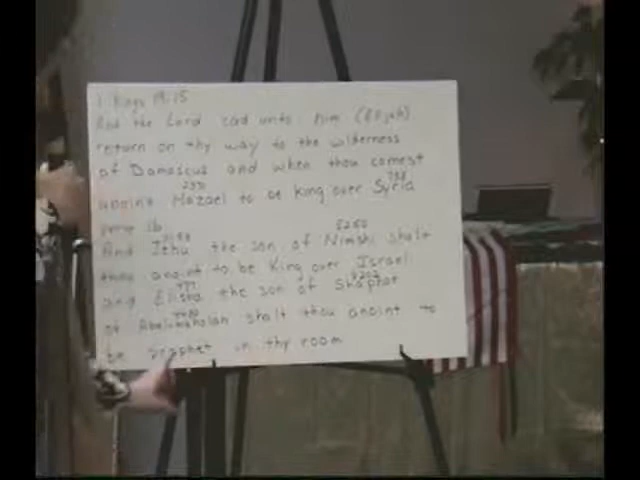 1 Kings 19:15
And the Lord said unto him (Elijah)
return on thy way to the wilderness
of Damascus and when thou comest
anoint Hazael to be king over Syria
verse 16
And Jehu the son of Nimshi shalt
thou anoint to be King over Israel
and Elisha the son of Shaphat
of Abelmeholah shalt thou anoint to
be prophet in thy room